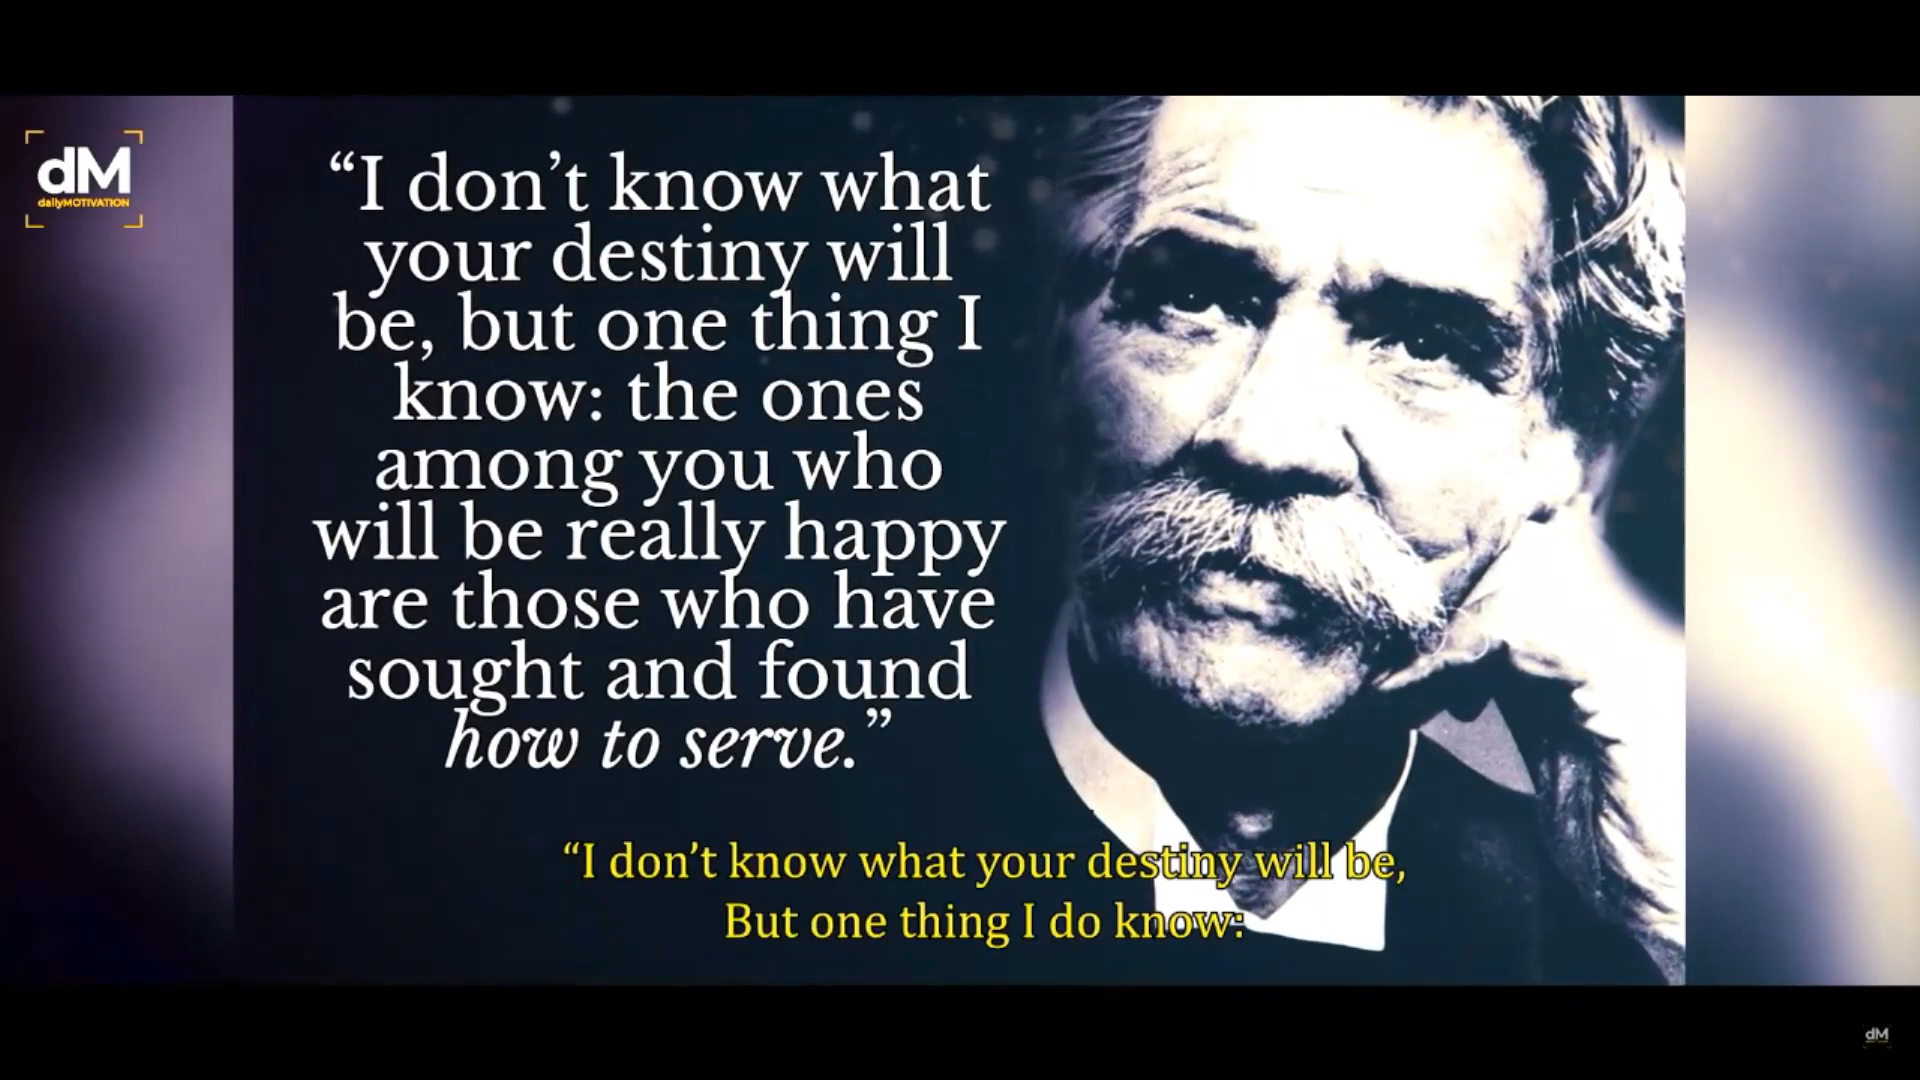 dM
dailyMOTIVATION
“I don’t know what
your destiny will
be, but one thing I
know: the ones
among you who
will be really happy
are those who have
sought and found
how to serve.”
“I don’t know what your destiny will be,
But one thing I do know:
dM